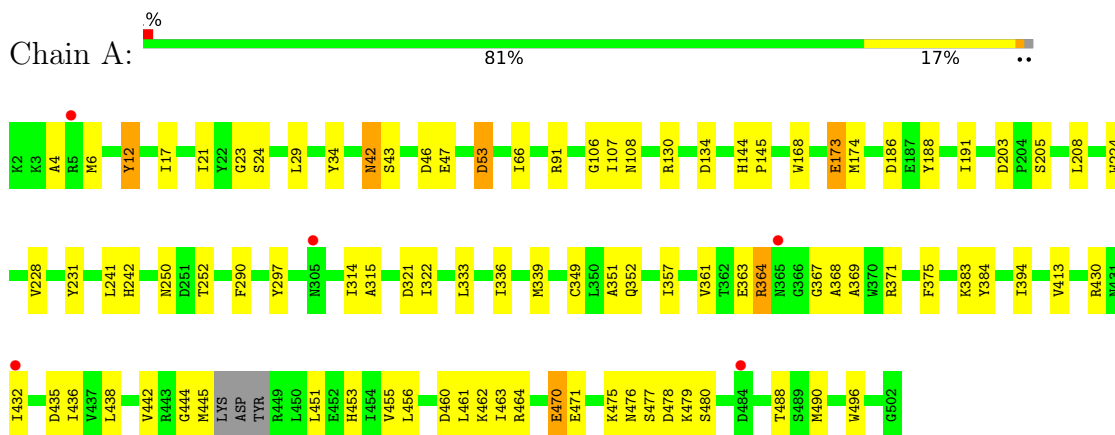 .%
Chain A:
81% 17% ••
K2 K3 A4 R5 M6 Y12 I17 I21 Y22 G23 S24 L29 Y34 N42 S43 D46 E47 D53 I66 R91 G106 I107 N108 R130 D134 H144 P145 W168 E173 M174 D186 E187 Y188 I191 D203 P204 S205 L208 W224
V228 Y231 L241 H242 N250 D251 T252 F290 Y297 N305 I314 A315 D321 I322 L333 I336 M339 C349 L350 A351 Q352 I357 V361 T362 E363 R364 N365 G366 G367 A368 A369 W370 R371 F375 K383 Y384 I394 V413 R430 N431
I432 D435 I436 V437 L438 V442 R443 G444 M445 LYS ASP TYR R449 L450 L451 E452 H453 I454 V455 L456 D460 L461 K462 I463 R464 E470 E471 K475 N476 S477 D478 K479 S480 D484 T488 S489 M490 W496 G502